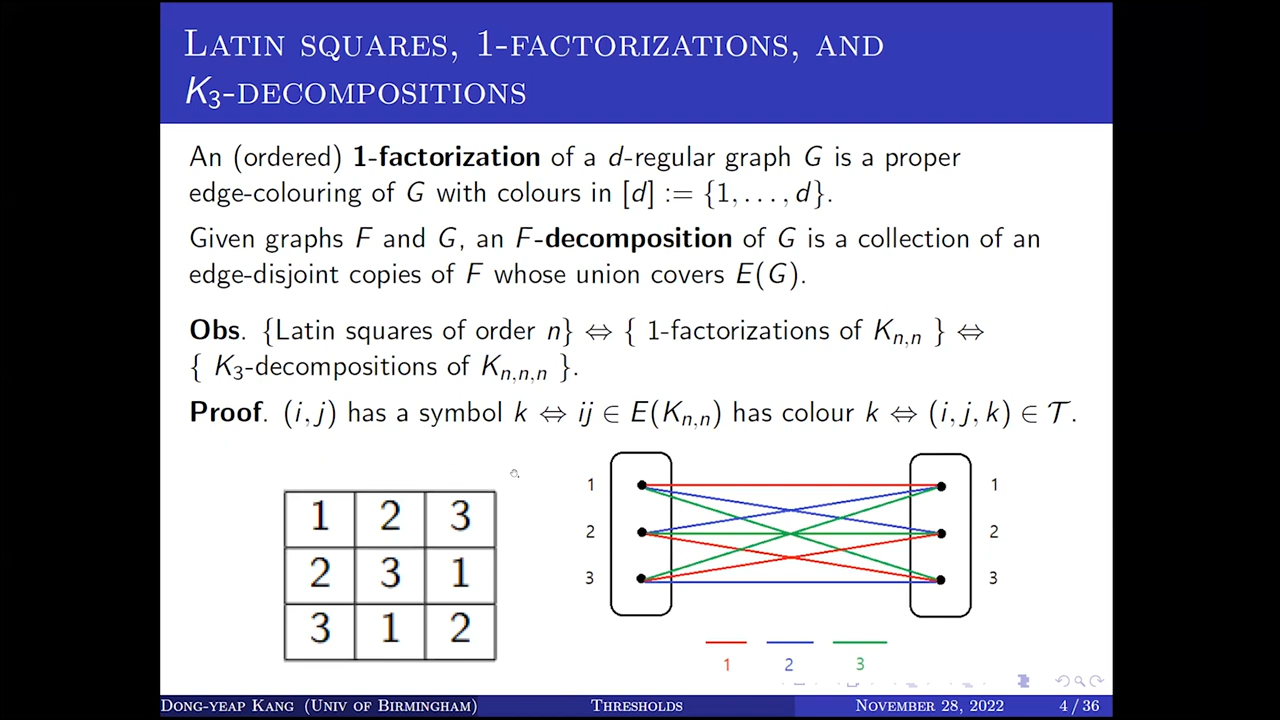 Latin squares, 1-factorizations, and
K₃-decompositions
An (ordered) 1-factorization of a d-regular graph G is a proper
edge-colouring of G with colours in [d] := {1, . . . , d}.
Given graphs F and G, an F-decomposition of G is a collection of an
edge-disjoint copies of F whose union covers E(G).
Obs. {Latin squares of order n} ⇔ { 1-factorizations of Kₙ,ₙ } ⇔
{ K₃-decompositions of Kₙ,ₙ,ₙ }.
Proof. (i, j) has a symbol k ⇔ ij ∈ E(Kₙ,ₙ) has colour k ⇔ (i, j, k) ∈ 𝒯.
1 2 3
2 3 1
3 1 2
1 1
2 2
3 3
1 2 3
Dong-yeap Kang (Univ of Birmingham) Thresholds November 28, 2022 4 / 36